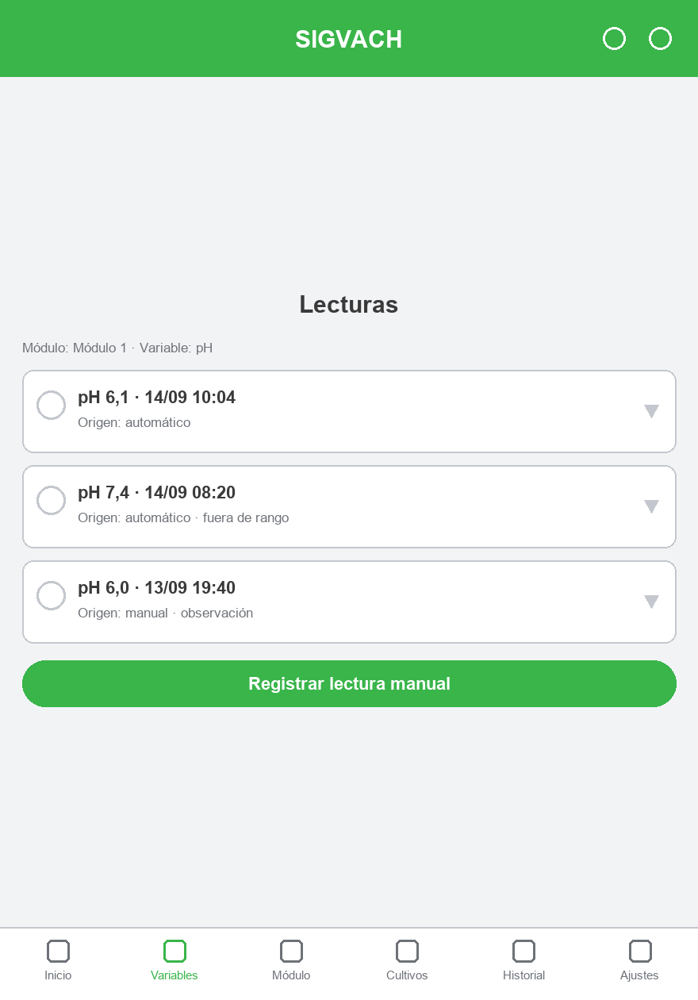 SIGVACH
Lecturas
Módulo: Módulo 1 · Variable: pH
pH 6,1 · 14/09 10:04
Origen: automático
pH 7,4 · 14/09 08:20
Origen: automático · fuera de rango
pH 6,0 · 13/09 19:40
Origen: manual · observación
Registrar lectura manual
Inicio
Variables
Módulo
Cultivos
Historial
Ajustes